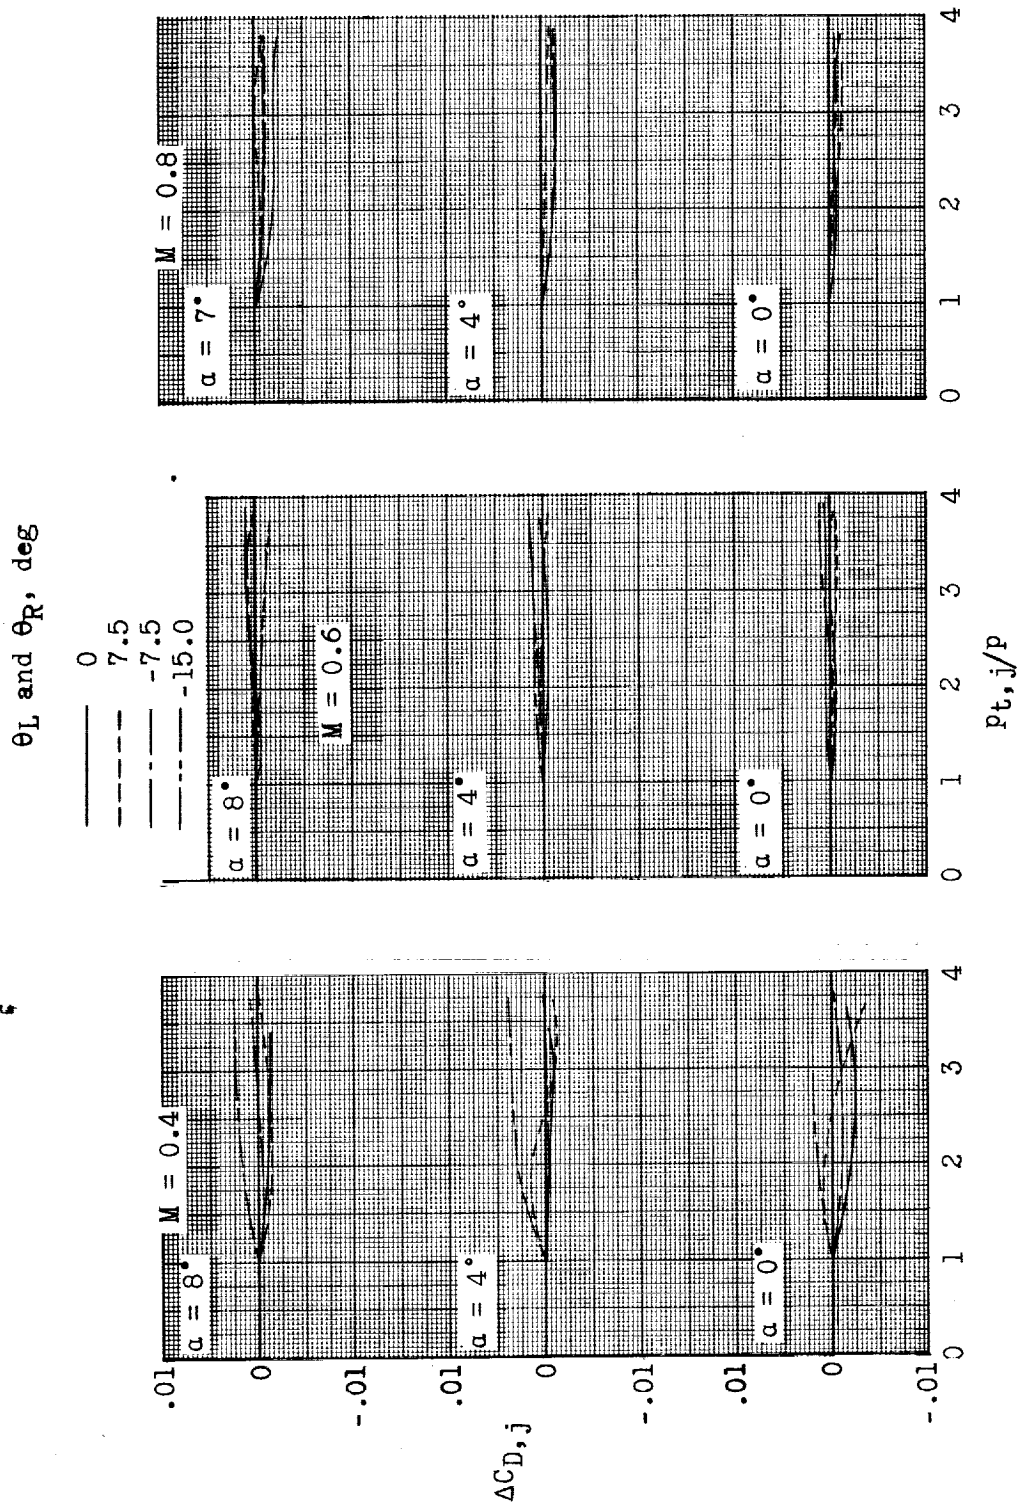 θL and θR, deg
0
7.5
-7.5
-15.0
M = 0.4
α = 8°
α = 4°
α = 0°
.01
0
-.01
.01
0
-.01
.01
0
-.01
ΔCD,j
0 1 2 3 4
α = 8°
M = 0.6
α = 4°
α = 0°
0 1 2 3 4
pt,j/p
M = 0.8
α = 7°
α = 4°
α = 0°
0 1 2 3 4